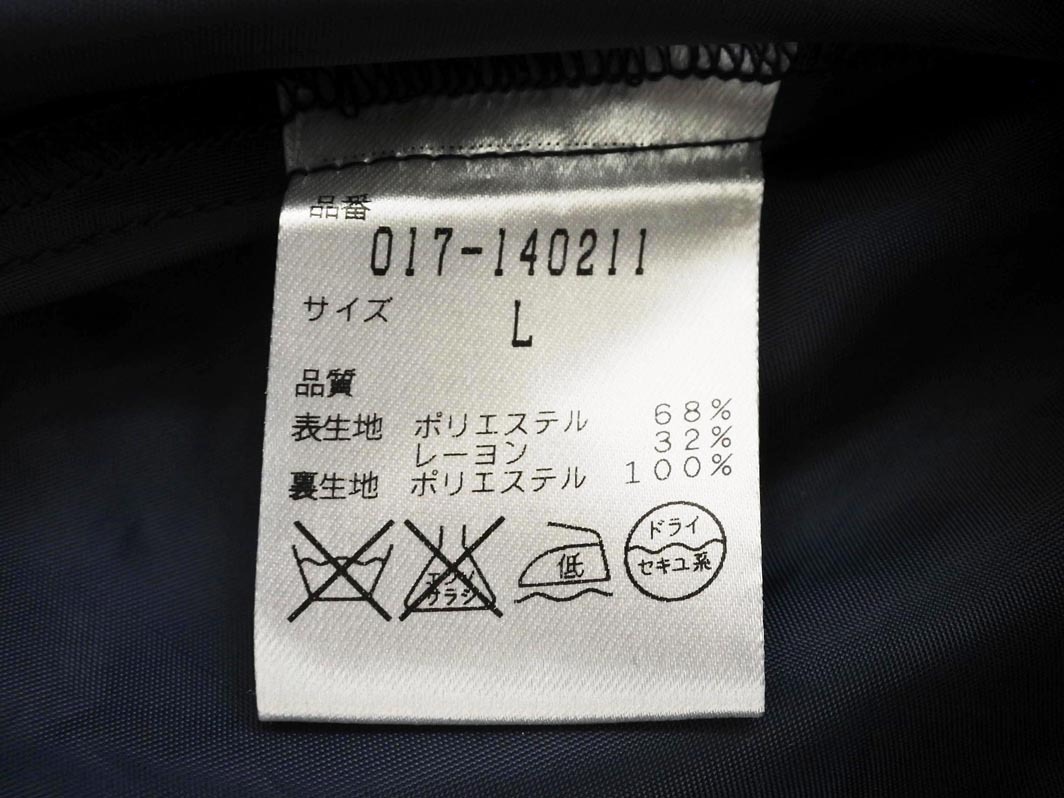 品番
017-140211
サイズ L
品質
表生地 ポリエステル 68%
レーヨン 32%
裏生地 ポリエステル 100%
エンソ
サラシ
低
ドライ
セキユ系